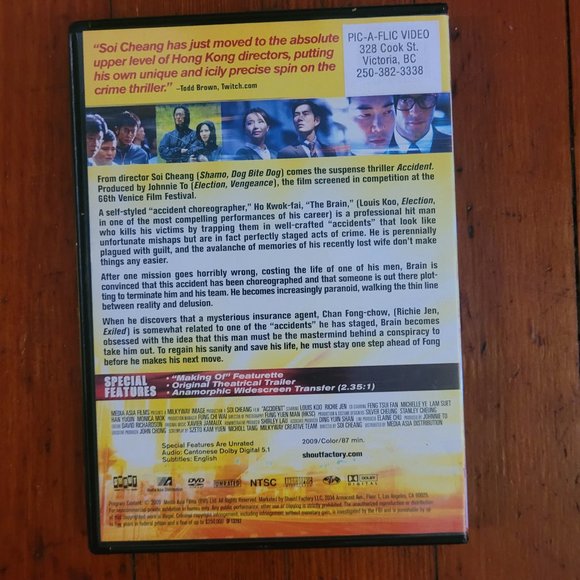 "Soi Cheang has just moved to the absolute
upper level of Hong Kong directors, putting
his own unique and icily precise spin on the
crime thriller." –Todd Brown, Twitch.com
PIC-A-FLIC VIDEO
328 Cook St.
Victoria, BC
250-382-3338
From director Soi Cheang (Shamo, Dog Bite Dog) comes the suspense thriller Accident.
Produced by Johnnie To (Election, Vengeance), the film screened in competition at the
66th Venice Film Festival.
A self-styled "accident choreographer," Ho Kwok-fai, "The Brain," (Louis Koo, Election,
in one of the most compelling performances of his career) is a professional hit man
who kills his victims by trapping them in well-crafted "accidents" that look like
unfortunate mishaps but are in fact perfectly staged acts of crime. He is perennially
plagued with guilt, and the avalanche of memories of his recently lost wife don't make
things any easier.
After one mission goes horribly wrong, costing the life of one of his men, Brain is
convinced that this accident has been choreographed and that someone is out there plot-
ting to terminate him and his team. He becomes increasingly paranoid, walking the thin line
between reality and delusion.
When he discovers that a mysterious insurance agent, Chan Fong-chow, (Richie Jen,
Exiled) is somewhat related to one of the "accidents" he has staged, Brain becomes
obsessed with the idea that this man must be the mastermind behind a conspiracy to
take him out. To regain his sanity and save his life, he must stay one step ahead of Fong
before he makes his next move.
SPECIAL
FEATURES
• "Making Of" Featurette
• Original Theatrical Trailer
• Anamorphic Widescreen Transfer (2.35:1)
Special Features Are Unrated
Audio: Cantonese Dolby Digital 5.1
Subtitles: English
2009/Color/87 min.
shoutfactory.com
DVD
NTSC